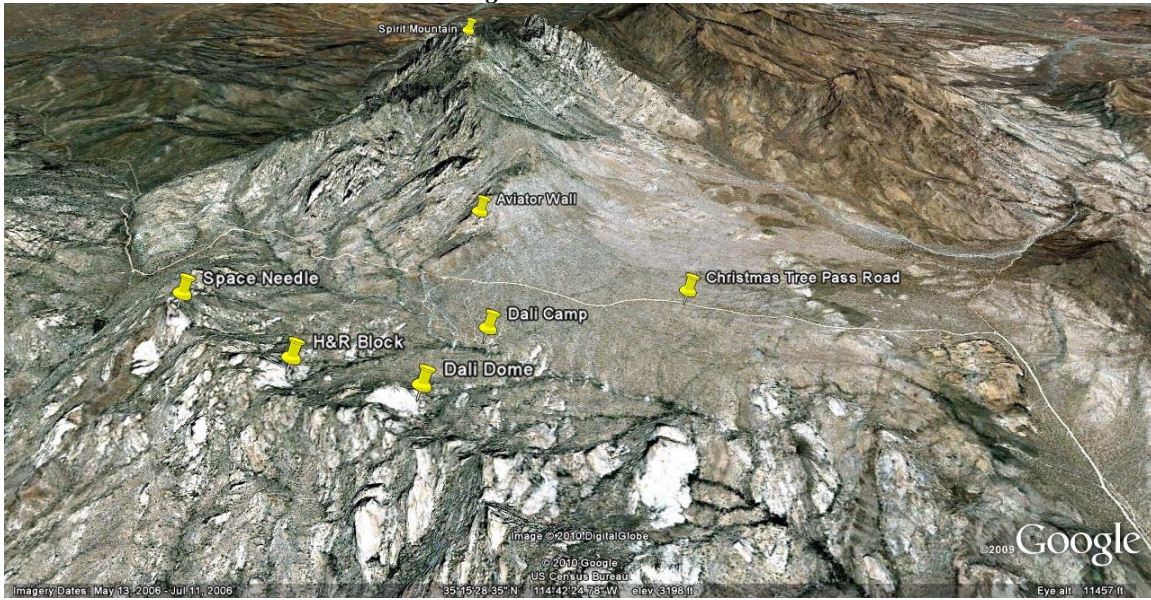 Spirit Mountain
Aviator Wall
Space Needle
Christmas Tree Pass Road
Dali Camp
H&R Block
Dali Dome
Image © 2010 DigitalGlobe
© 2010 Google
US Census Bureau
©2009 Google
Imagery Dates: May 13, 2006 - Jul 11, 2006 35°15'28.35" N 114°42'24.78" W elev 3198 ft Eye alt 11457 ft